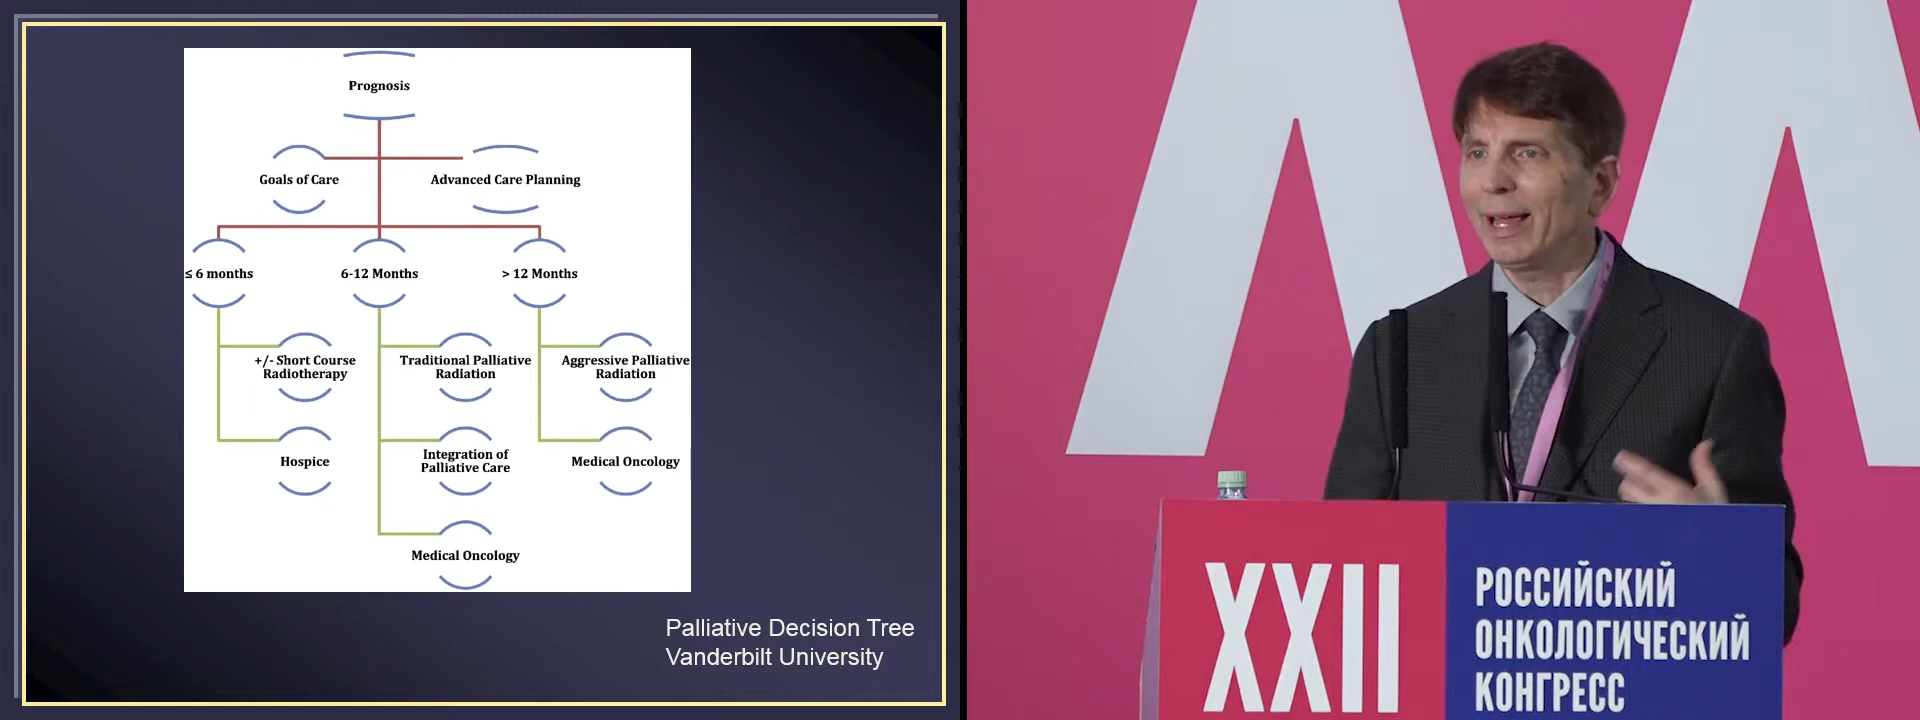 Prognosis
Goals of Care
Advanced Care Planning
≤ 6 months
6-12 Months
> 12 Months
+/- Short Course
Radiotherapy
Traditional Palliative
Radiation
Aggressive Palliative
Radiation
Hospice
Integration of
Palliative Care
Medical Oncology
Medical Oncology
Palliative Decision Tree
Vanderbilt University
XXII
РОССИЙСКИЙ
ОНКОЛОГИЧЕСКИЙ
КОНГРЕСС